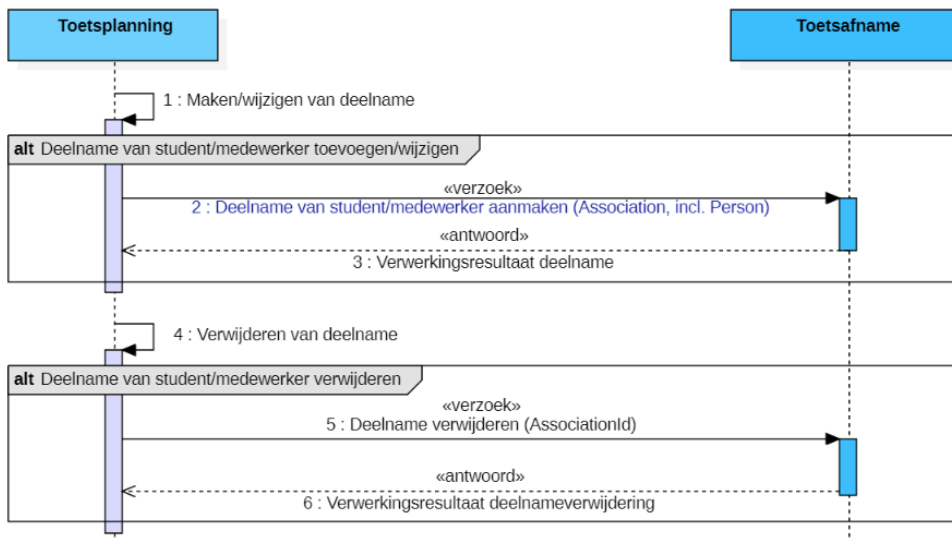 Toetsplanning
Toetsafname
1 : Maken/wijzigen van deelname
alt Deelname van student/medewerker toevoegen/wijzigen
«verzoek»
2 : Deelname van student/medewerker aanmaken (Association, incl. Person)
«antwoord»
3 : Verwerkingsresultaat deelname
4 : Verwijderen van deelname
alt Deelname van student/medewerker verwijderen
«verzoek»
5 : Deelname verwijderen (AssociationId)
«antwoord»
6 : Verwerkingsresultaat deelnameverwijdering